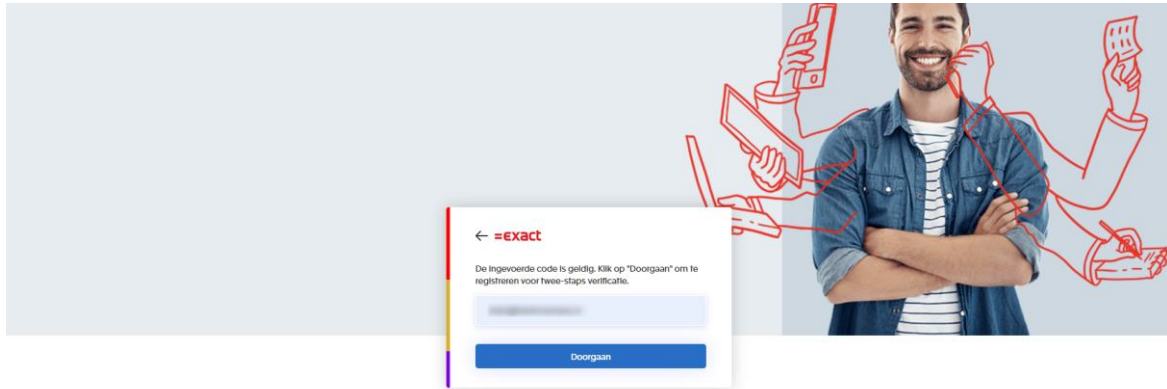 ← =exact
De ingevoerde code is geldig. Klik op "Doorgaan" om te
registreren voor twee-staps verificatie.
Doorgaan